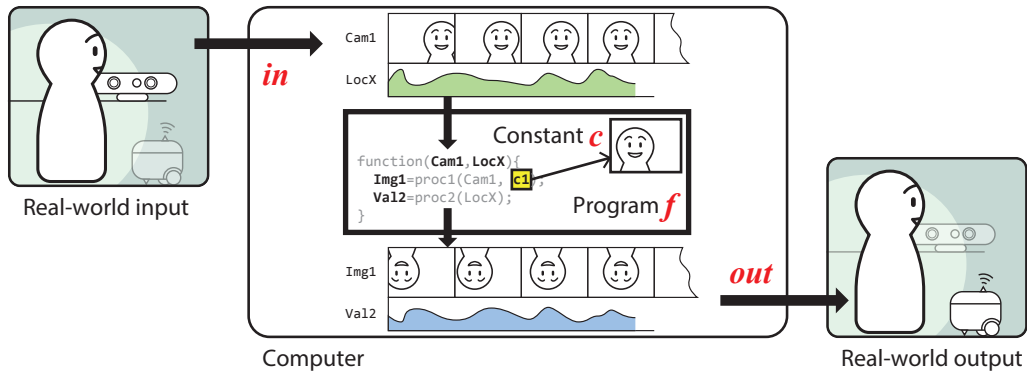 Cam1
in
LocX
Constant c
function(Cam1,LocX){
Img1=proc1(Cam1, c1);
Val2=proc2(LocX);
}
Program f
Real-world input
Img1
out
Val2
Computer
Real-world output